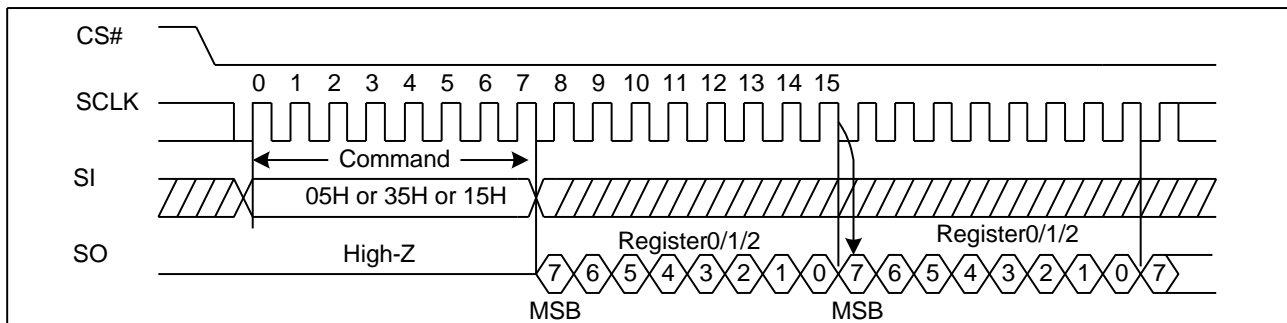 CS#
0 1 2 3 4 5 6 7 8 9 10 11 12 13 14 15
SCLK
Command
SI
05H or 35H or 15H
Register0/1/2 Register0/1/2
SO
High-Z
7 6 5 4 3 2 1 0 7 6 5 4 3 2 1 0 7
MSB MSB